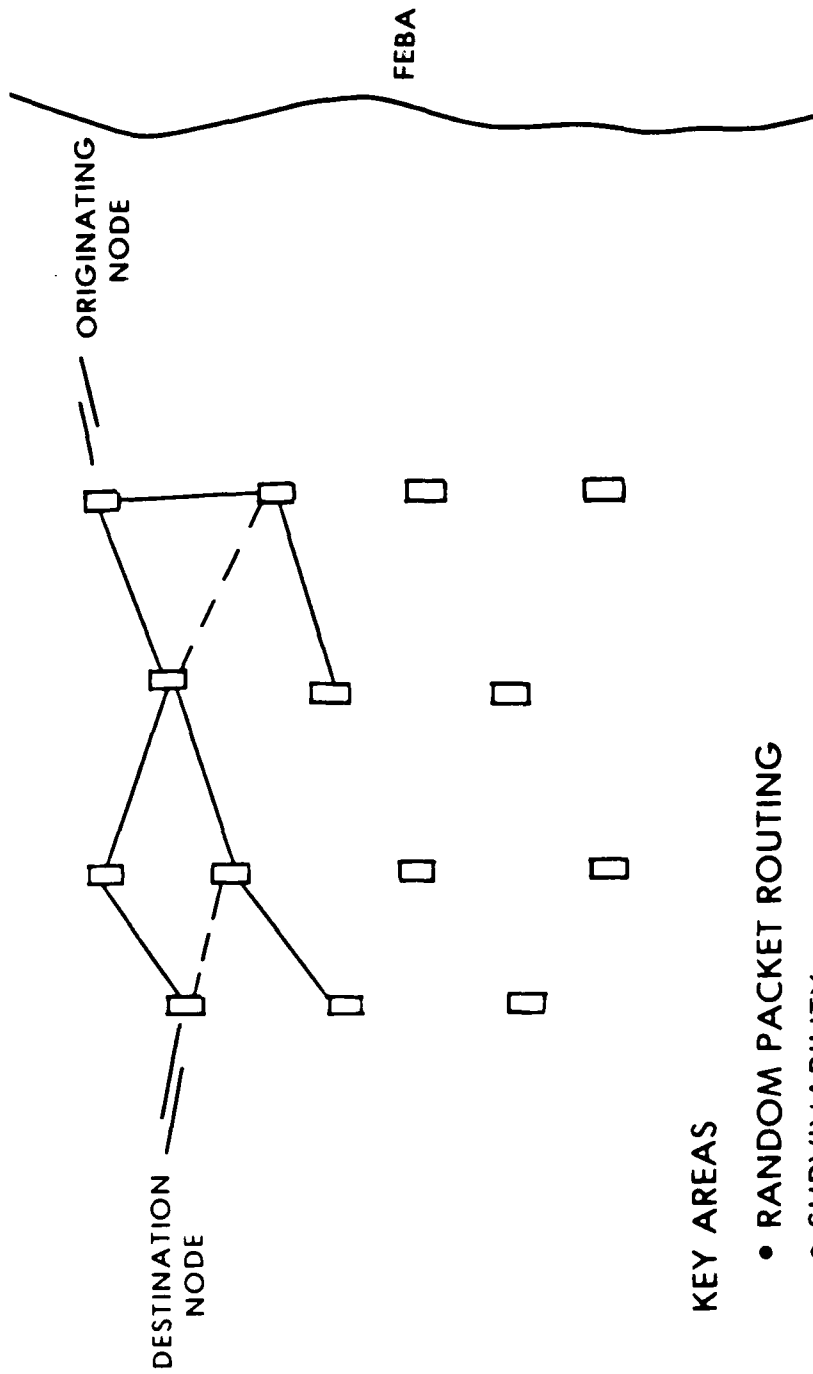 FEBA
ORIGINATING
NODE
DESTINATION
NODE
KEY AREAS
• RANDOM PACKET ROUTING